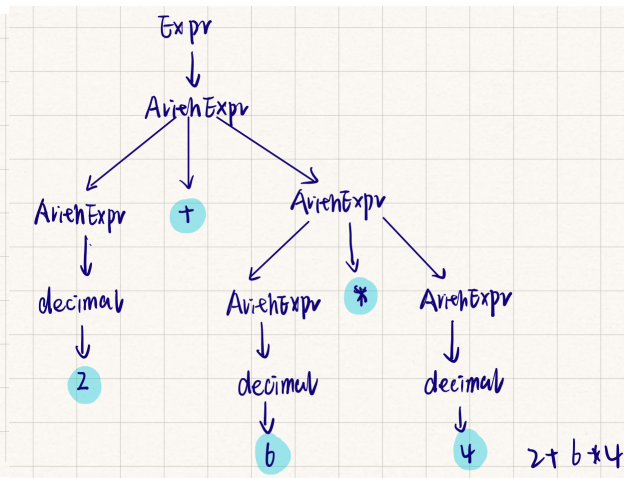 Expr
ArithExpr
ArithExpr + ArithExpr
decimal ArithExpr * ArithExpr
2 decimal decimal
6 4 2+6*4